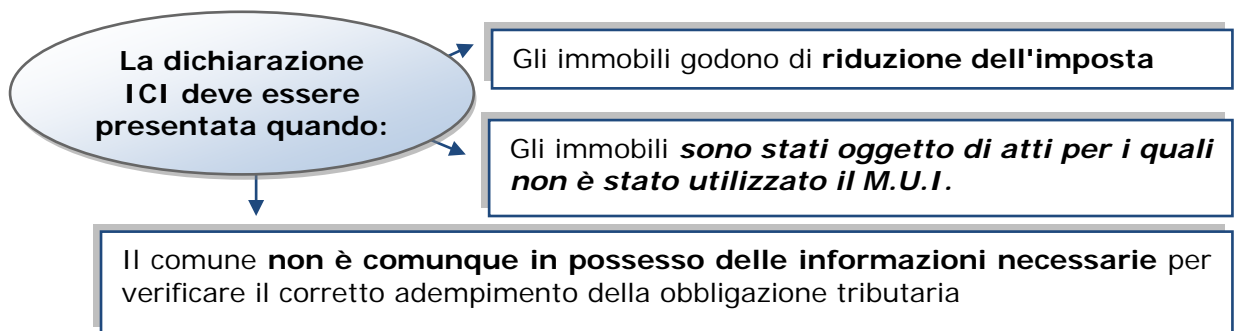 La dichiarazione
ICI deve essere
presentata quando:
Gli immobili godono di riduzione dell'imposta
Gli immobili sono stati oggetto di atti per i quali
non è stato utilizzato il M.U.I.
Il comune non è comunque in possesso delle informazioni necessarie per
verificare il corretto adempimento della obbligazione tributaria